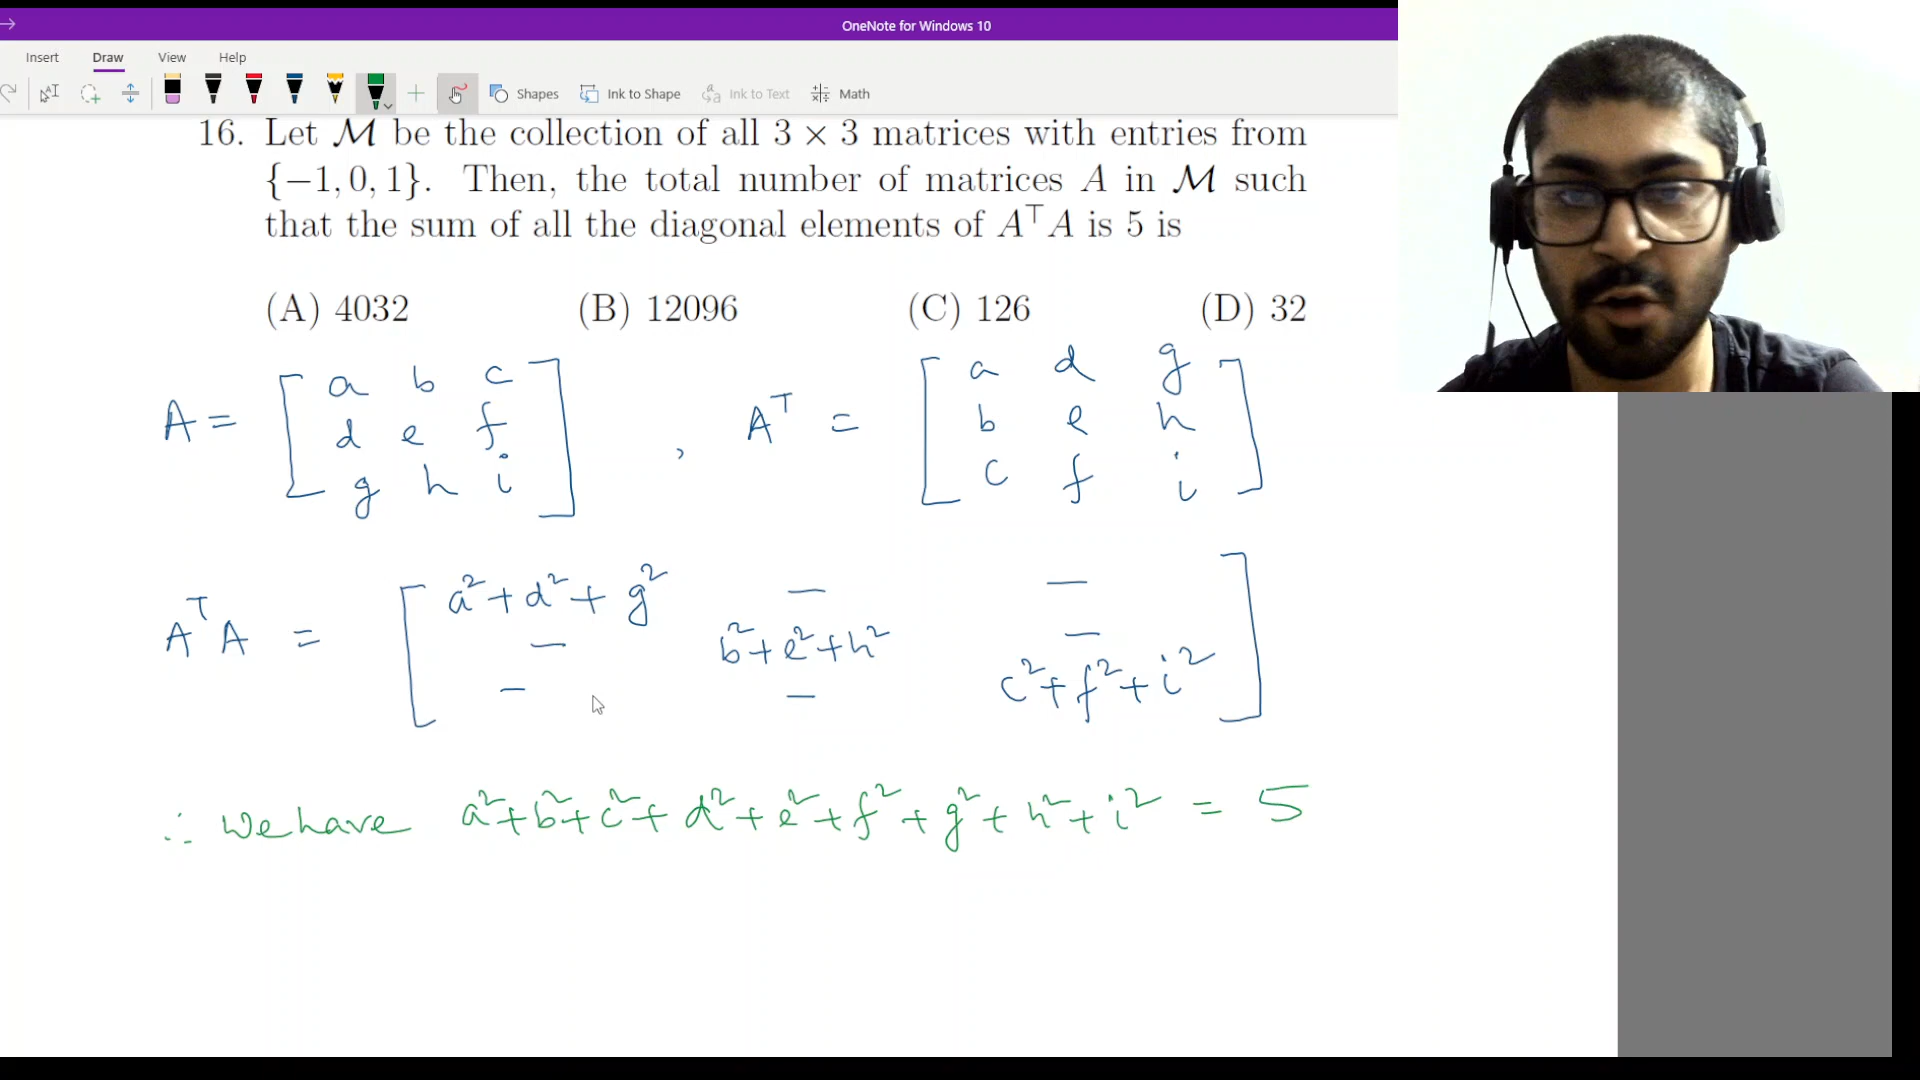 OneNote for Windows 10
Insert Draw View Help
Shapes Ink to Shape Ink to Text Math
16. Let ℳ be the collection of all 3 × 3 matrices with entries from
{−1, 0, 1}. Then, the total number of matrices A in ℳ such
that the sum of all the diagonal elements of A⊤A is 5 is
(A) 4032 (B) 12096 (C) 126 (D) 32
A = [ a b c
d e f
g h i ] , Aᵀ = [ a d g
b e h
c f i ]
AᵀA = [ a²+d²+g² — —
— b²+e²+h² —
— — c²+f²+i² ]
∴ We have a²+b²+c²+d²+e²+f²+g²+h²+i² = 5